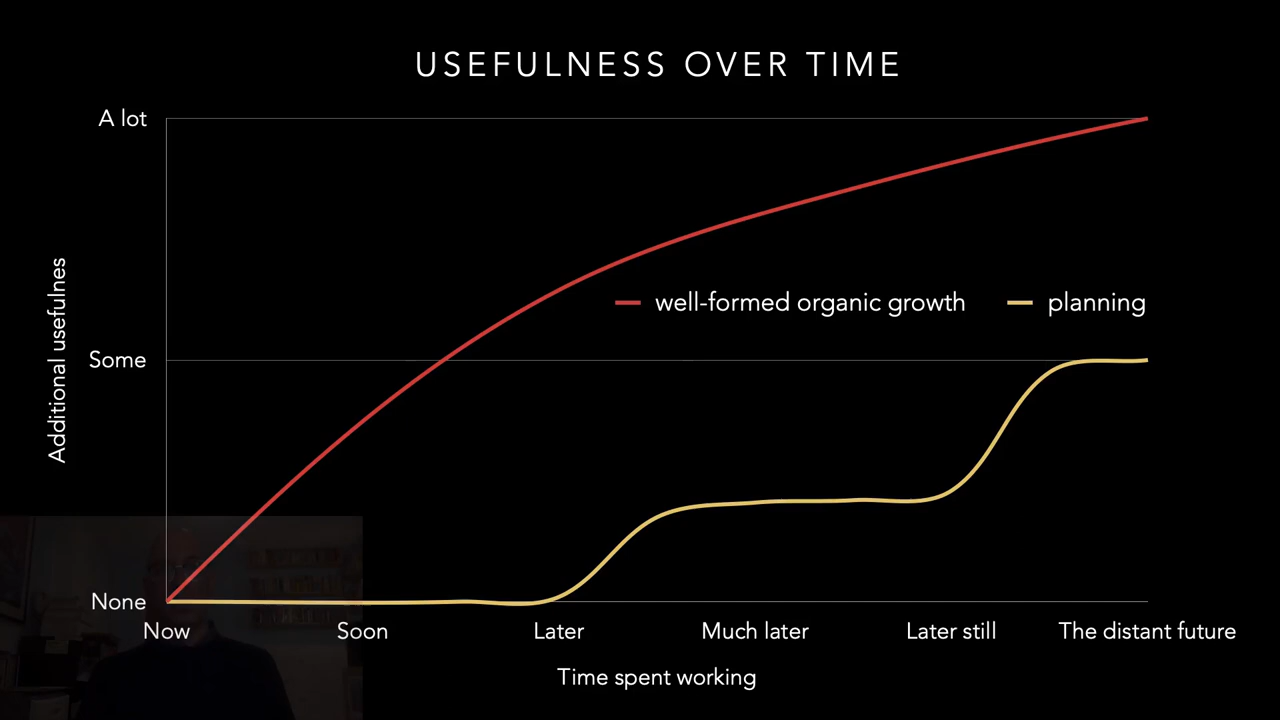 USEFULNESS OVER TIME
A lot
Additional usefulnes
well-formed organic growth
planning
Some
None
Now
Soon
Later
Much later
Later still
The distant future
Time spent working